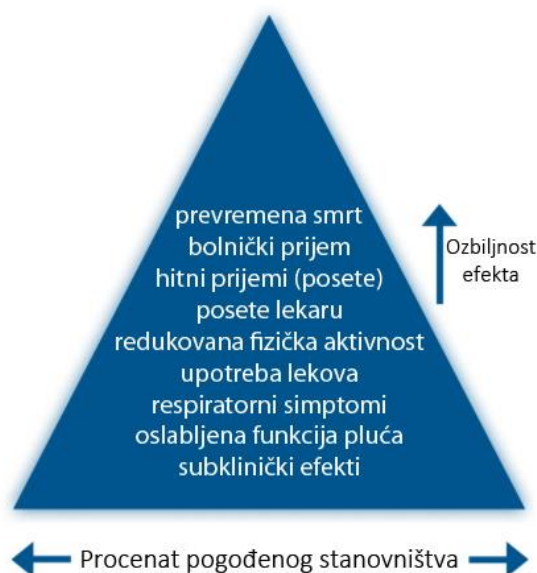 prevremena smrt
bolnički prijem
hitni prijemi (posete)
posete lekaru
redukovana fizička aktivnost
upotreba lekova
respiratorni simptomi
oslabljena funkcija pluća
subklinički efekti
Ozbiljnost
efekta
Procenat pogođenog stanovništva